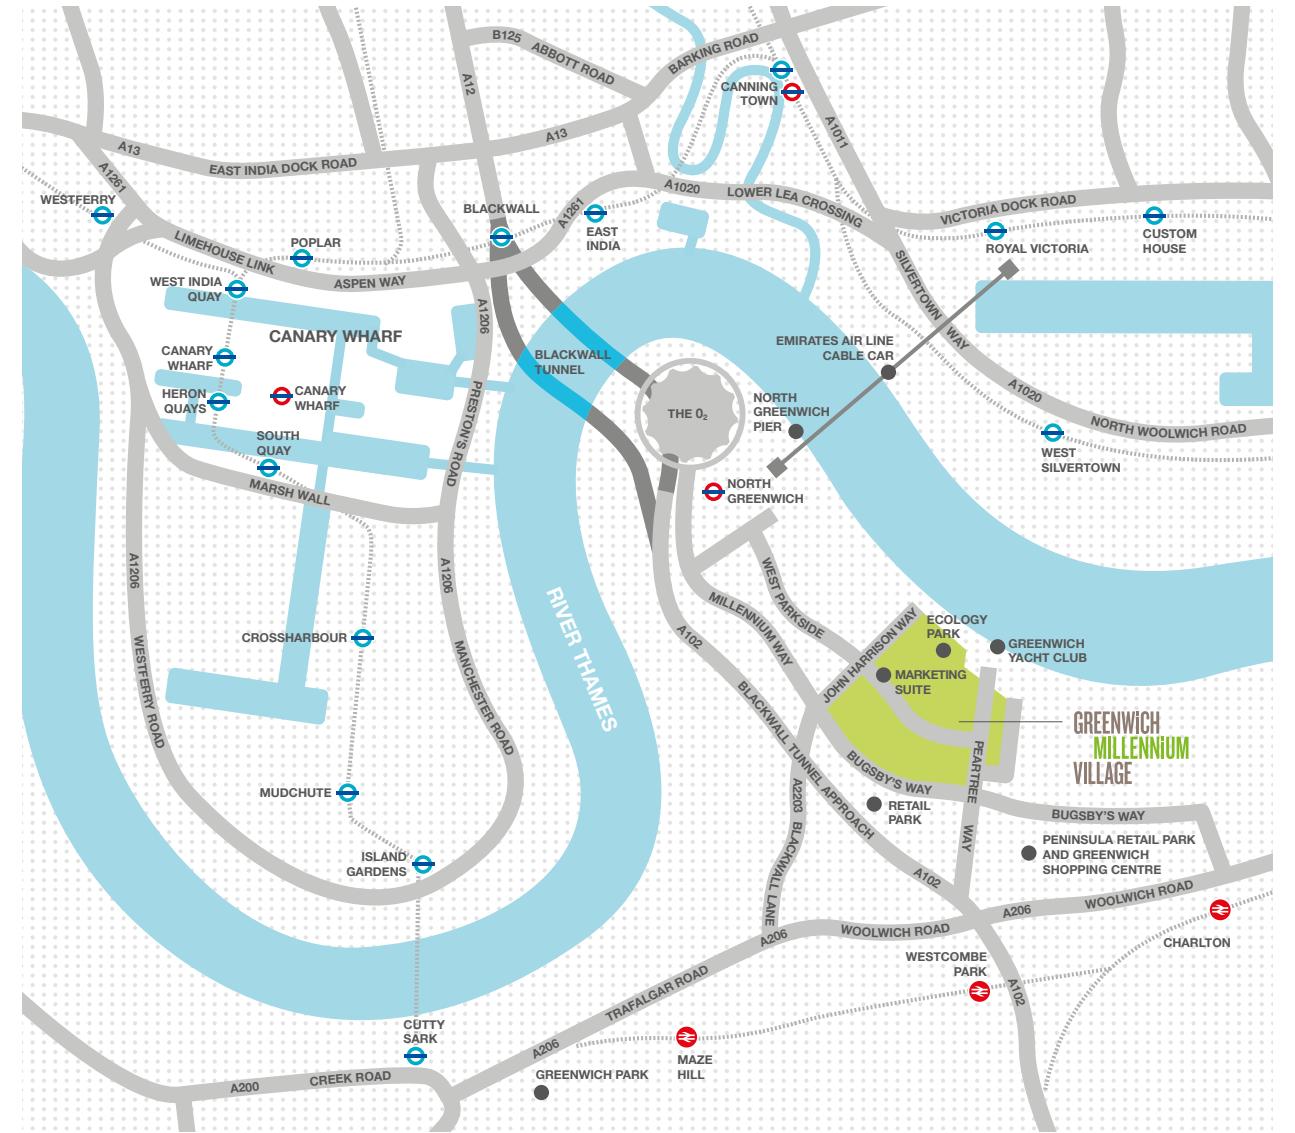 B125
ABBOTT ROAD
BARKING ROAD
A12
CANNING
TOWN
A13
EAST INDIA DOCK ROAD
A13
A1011
A1261
WESTFERRY
BLACKWALL
A1261
EAST
INDIA
A1020
LOWER LEA CROSSING
VICTORIA DOCK ROAD
ROYAL VICTORIA
CUSTOM
HOUSE
LIMEHOUSE LINK
POPLAR
ASPEN WAY
WEST INDIA
QUAY
A1206
SILVERTOWN WAY
CANARY WHARF
CANARY
WHARF
BLACKWALL
TUNNEL
EMIRATES AIR LINE
CABLE CAR
HERON
QUAYS
CANARY
WHARF
PRESTON'S ROAD
THE O2
NORTH
GREENWICH
PIER
A1020
NORTH WOOLWICH ROAD
WEST
SILVERTOWN
SOUTH
QUAY
MARSH WALL
NORTH
GREENWICH
A1206
WESTFERRY ROAD
A1206
MANCHESTER ROAD
RIVER THAMES
WEST PARKSIDE
MILLENNIUM WAY
A102
JOHN HARRISON WAY
ECOLOGY
PARK
GREENWICH
YACHT CLUB
MARKETING
SUITE
CROSSHARBOUR
BLACKWALL TUNNEL APPROACH
GREENWiCH
MiLLENNiUM
ViLLAGE
PEARTREE WAY
BUGSBY'S WAY
A2203
BLACKWALL LANE
RETAIL
PARK
BUGSBY'S WAY
PENINSULA RETAIL PARK
AND GREENWICH
SHOPPING CENTRE
MUDCHUTE
ISLAND
GARDENS
A102
A206
WOOLWICH ROAD
A206
WOOLWICH ROAD
CHARLTON
WESTCOMBE
PARK
A102
TRAFALGAR ROAD
A206
CUTTY
SARK
MAZE
HILL
GREENWICH PARK
A200
CREEK ROAD